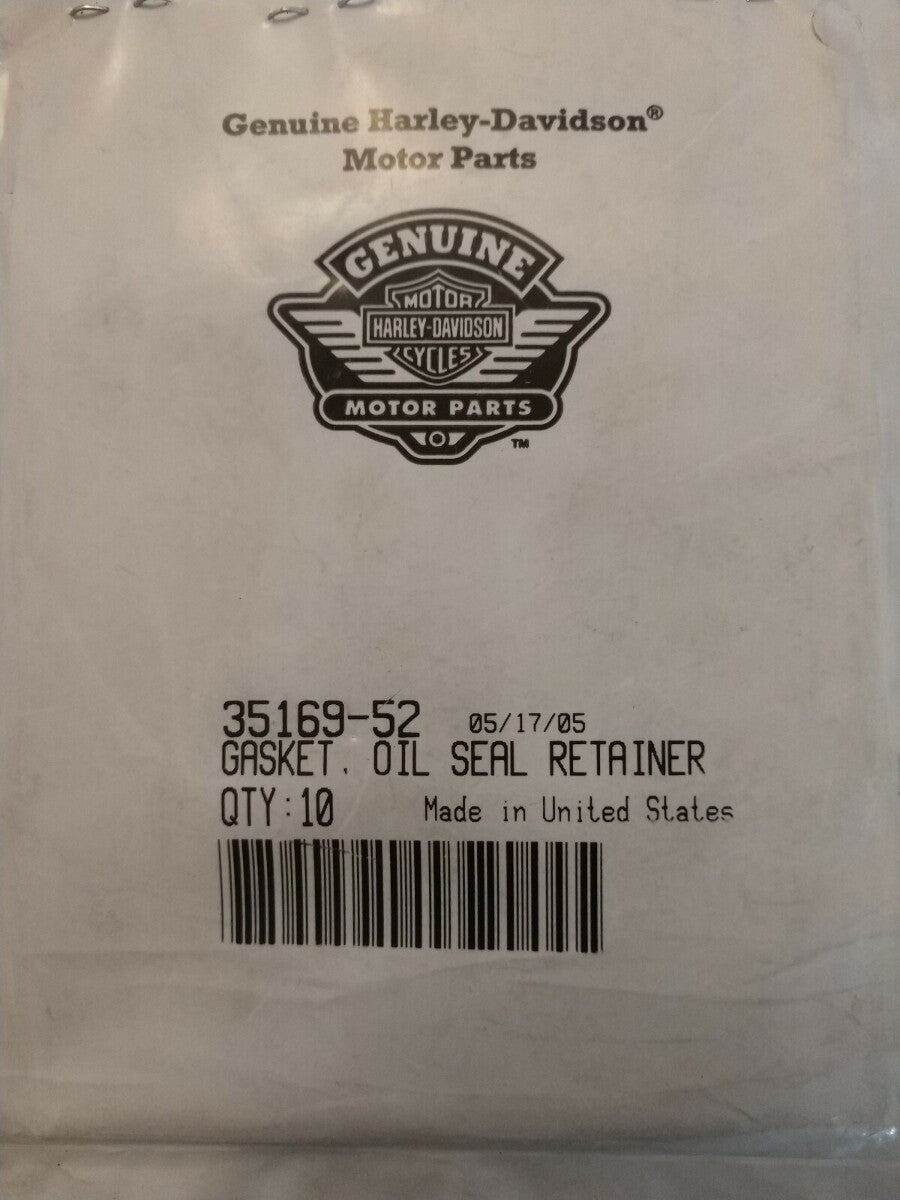 Genuine Harley-Davidson®
Motor Parts
GENUINE
MOTOR
HARLEY-DAVIDSON
CYCLES
MOTOR PARTS
TM
35169-52 05/17/05
GASKET, OIL SEAL RETAINER
QTY:10 Made in United States